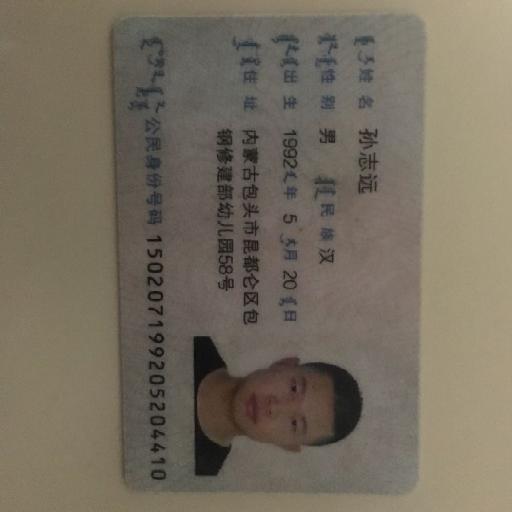 姓名 孙志远
性别 男 民族 汉
出生 1992 年 5 月 20 日
住址 内蒙古包头市昆都仑区包
钢修建部幼儿园58号
公民身份号码 150207199205204410